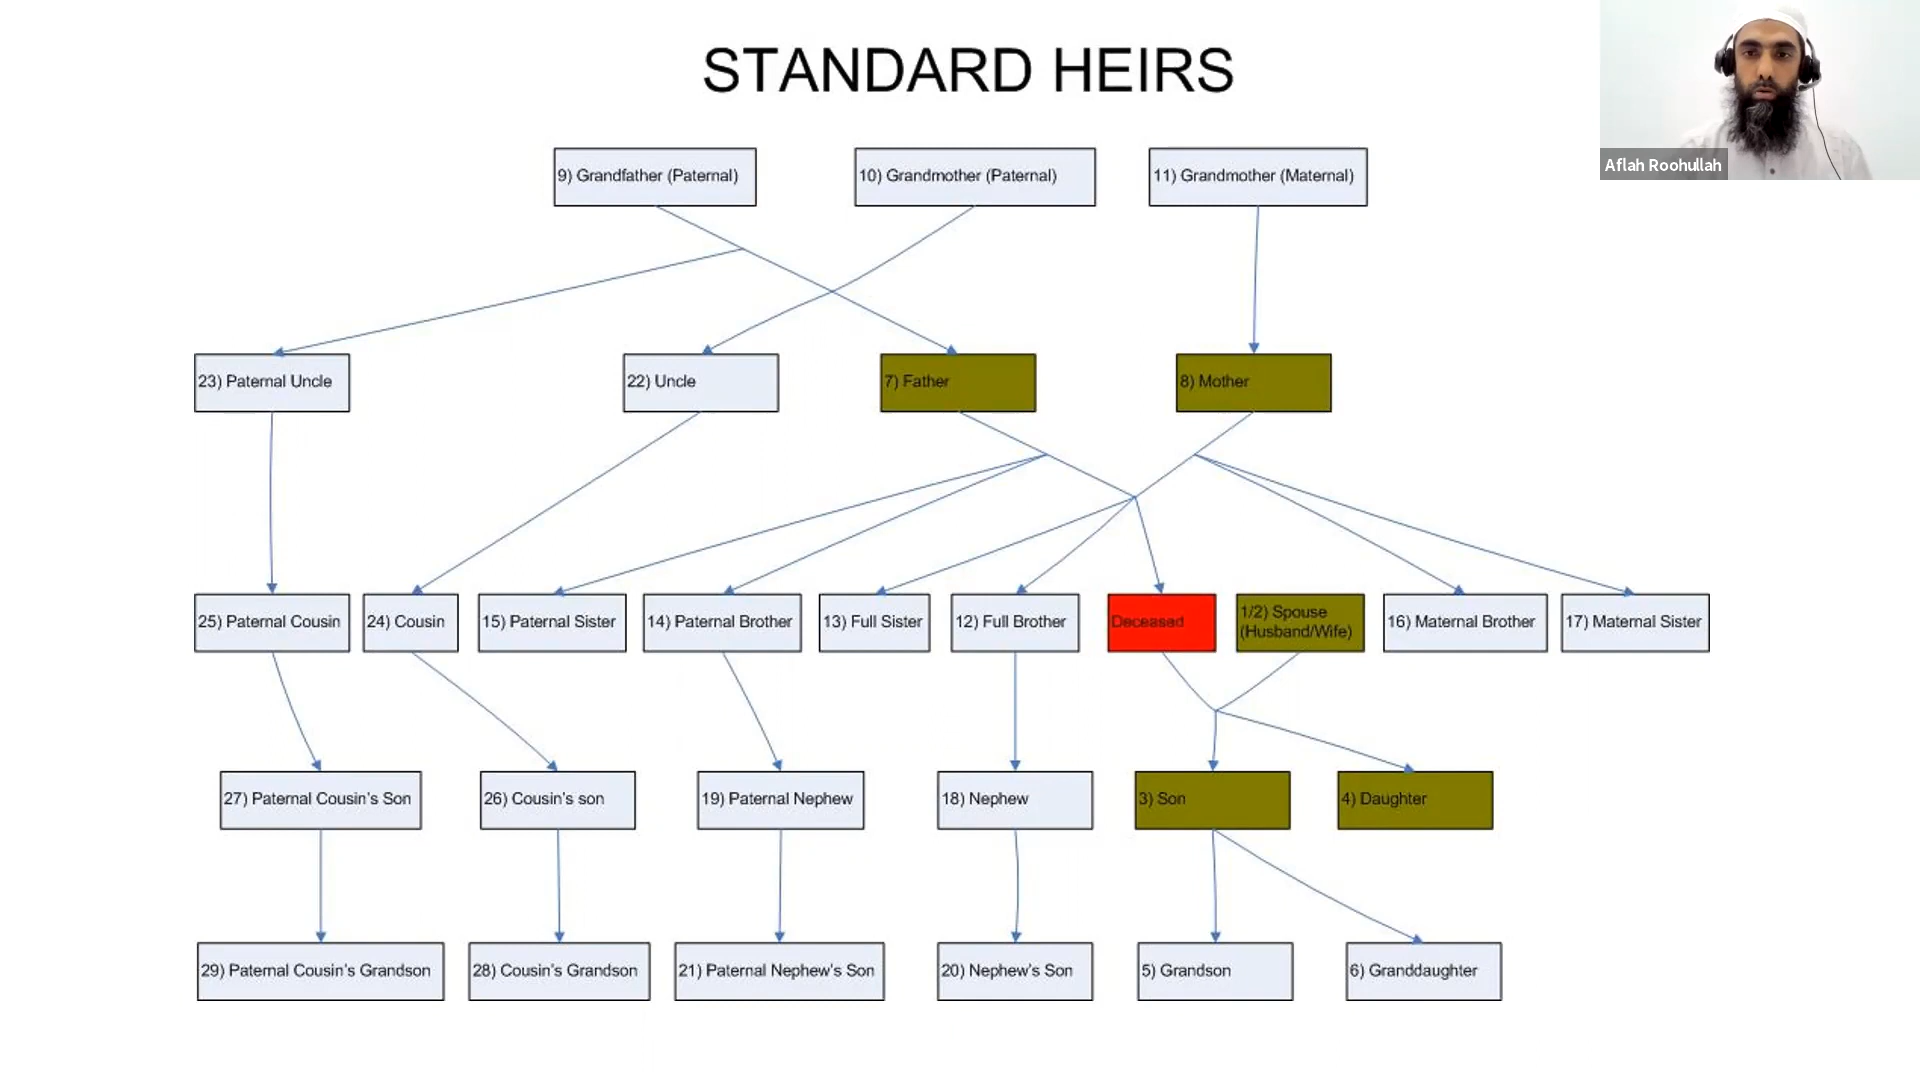 STANDARD HEIRS
Aflah Roohullah
9) Grandfather (Paternal)
10) Grandmother (Paternal)
11) Grandmother (Maternal)
23) Paternal Uncle
22) Uncle
7) Father
8) Mother
25) Paternal Cousin
24) Cousin
15) Paternal Sister
14) Paternal Brother
13) Full Sister
12) Full Brother
Deceased
1/2) Spouse
(Husband/Wife)
16) Maternal Brother
17) Maternal Sister
27) Paternal Cousin's Son
26) Cousin's son
19) Paternal Nephew
18) Nephew
3) Son
4) Daughter
29) Paternal Cousin's Grandson
28) Cousin's Grandson
21) Paternal Nephew's Son
20) Nephew's Son
5) Grandson
6) Granddaughter